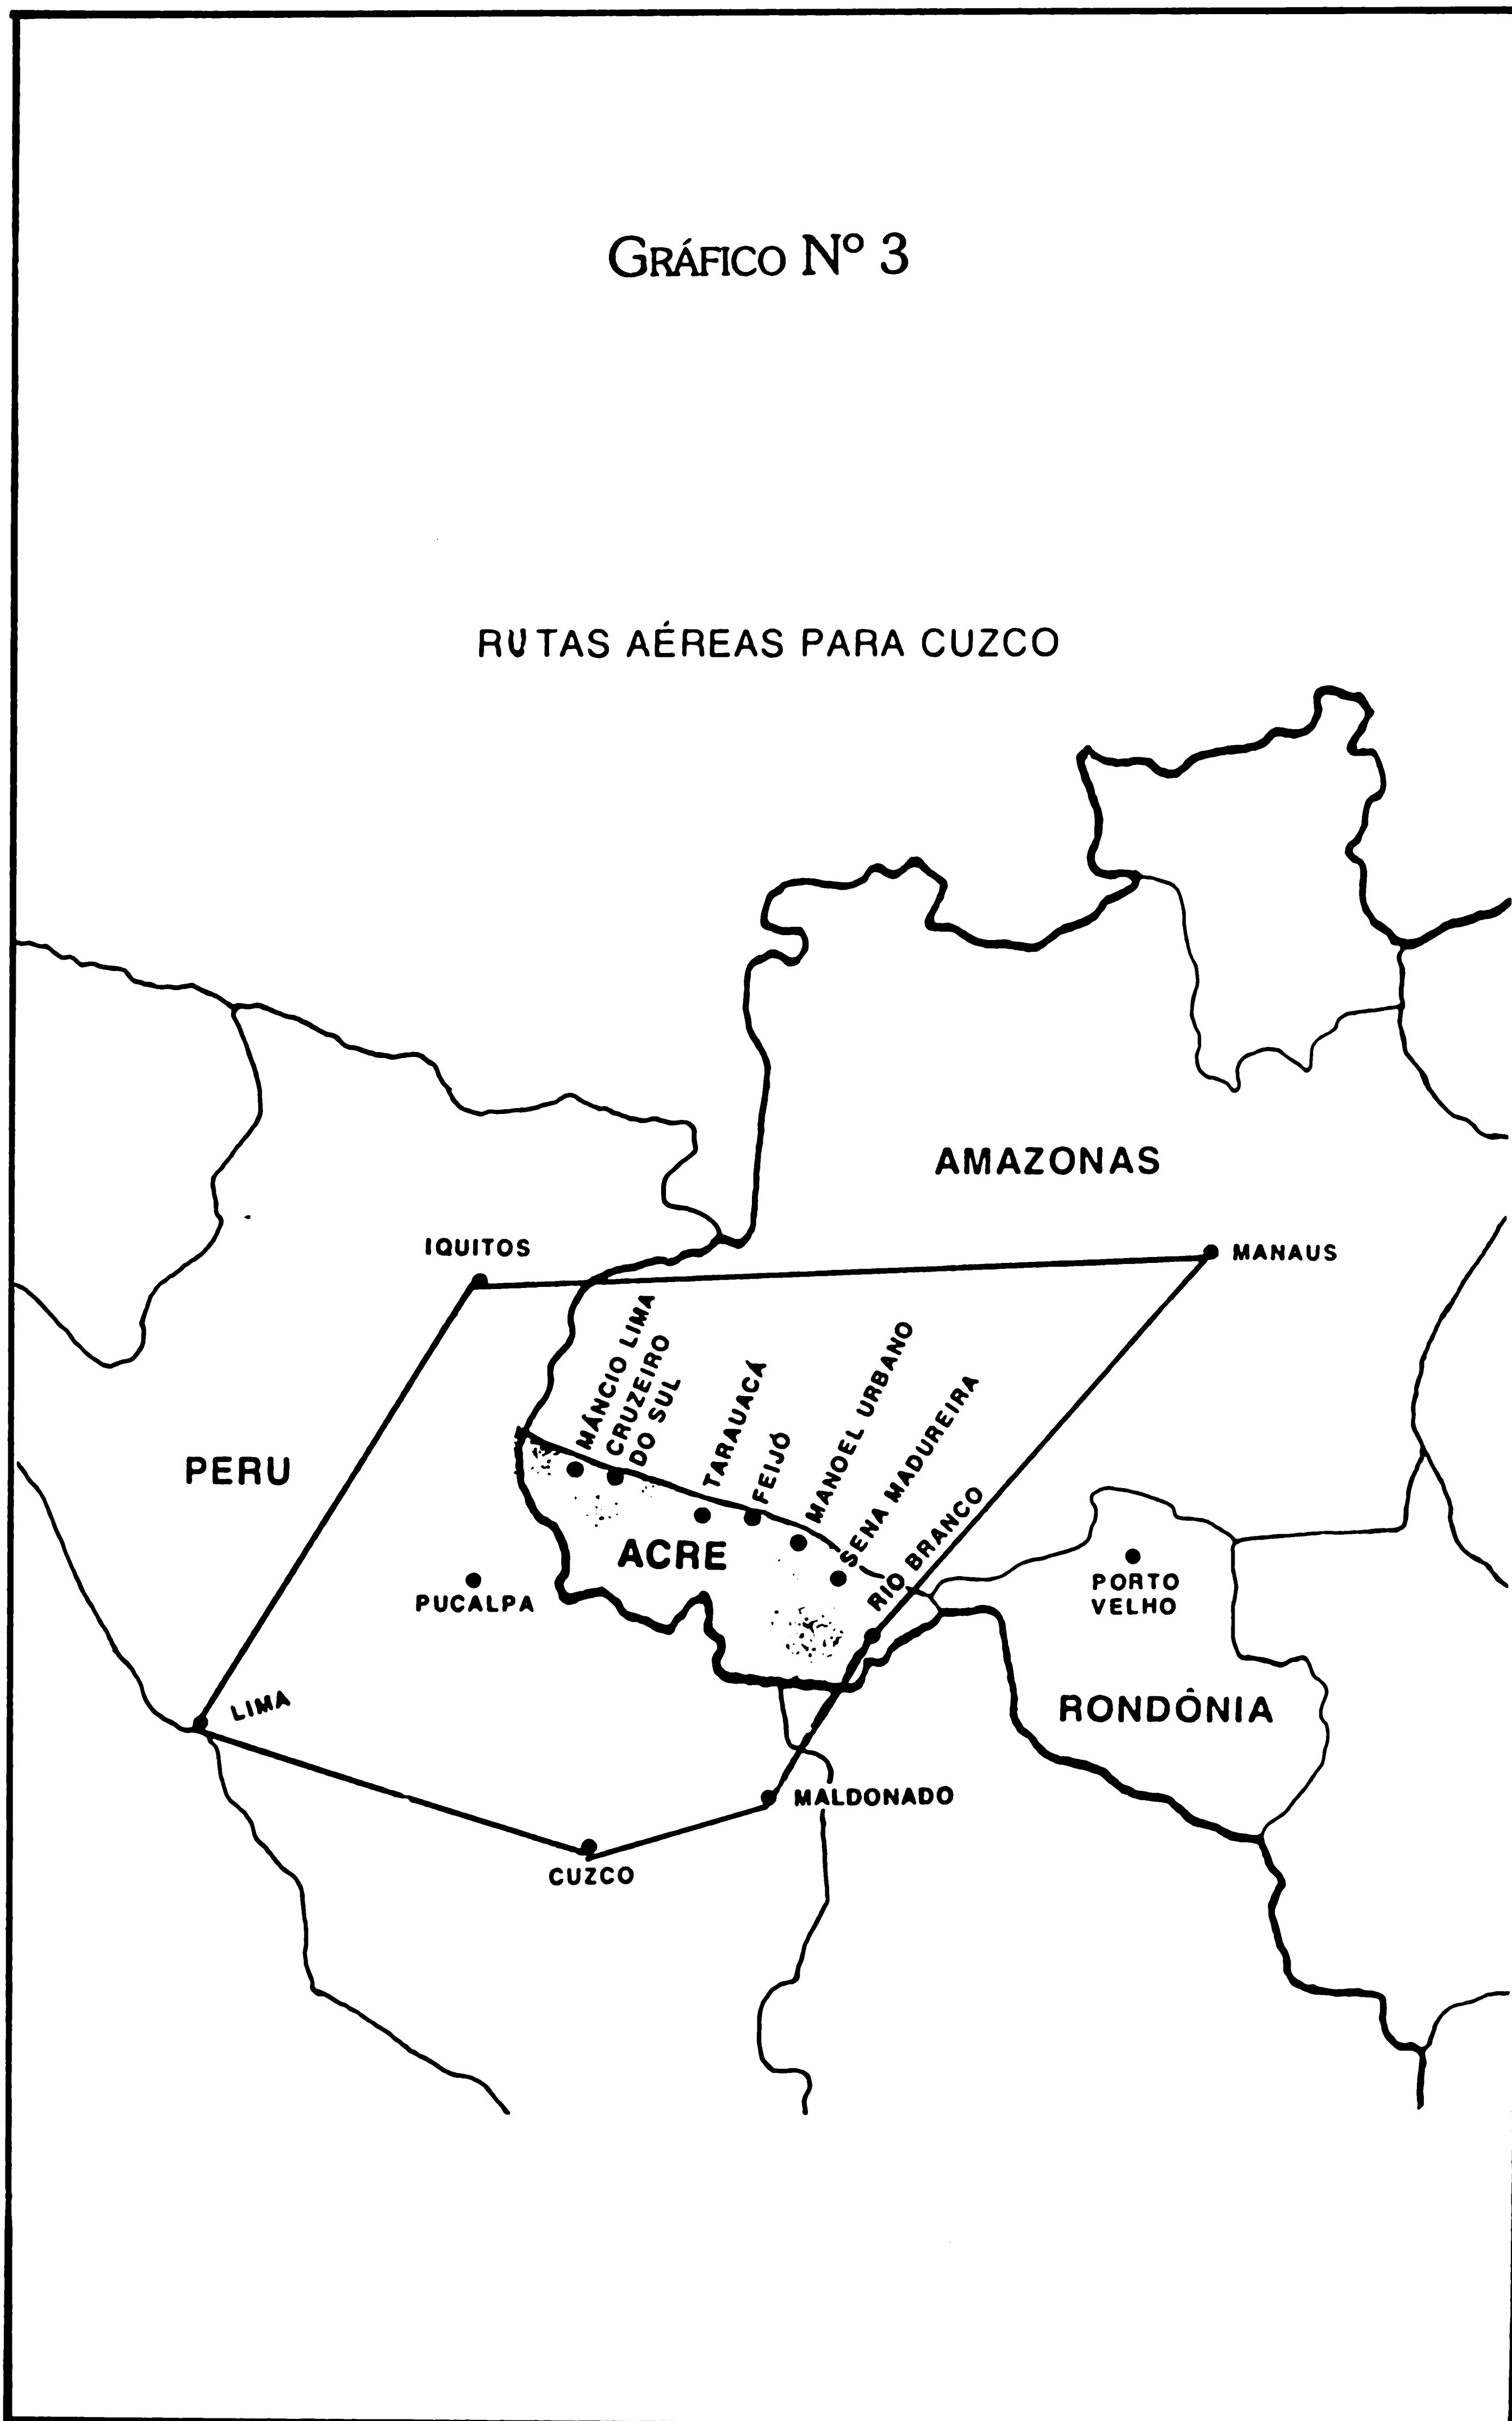 GRÁFICO Nº 3
RUTAS AÉREAS PARA CUZCO
AMAZONAS
IQUITOS
MANAUS
MÂNCIO LIMA
CRUZEIRO
DO SUL
TARAUACÁ
FEIJÓ
MANOEL URBANO
SENA MADUREIRA
RIO BRANCO
PERU
ACRE
PUCALPA
PORTO
VELHO
LIMA
RONDÔNIA
MALDONADO
CUZCO